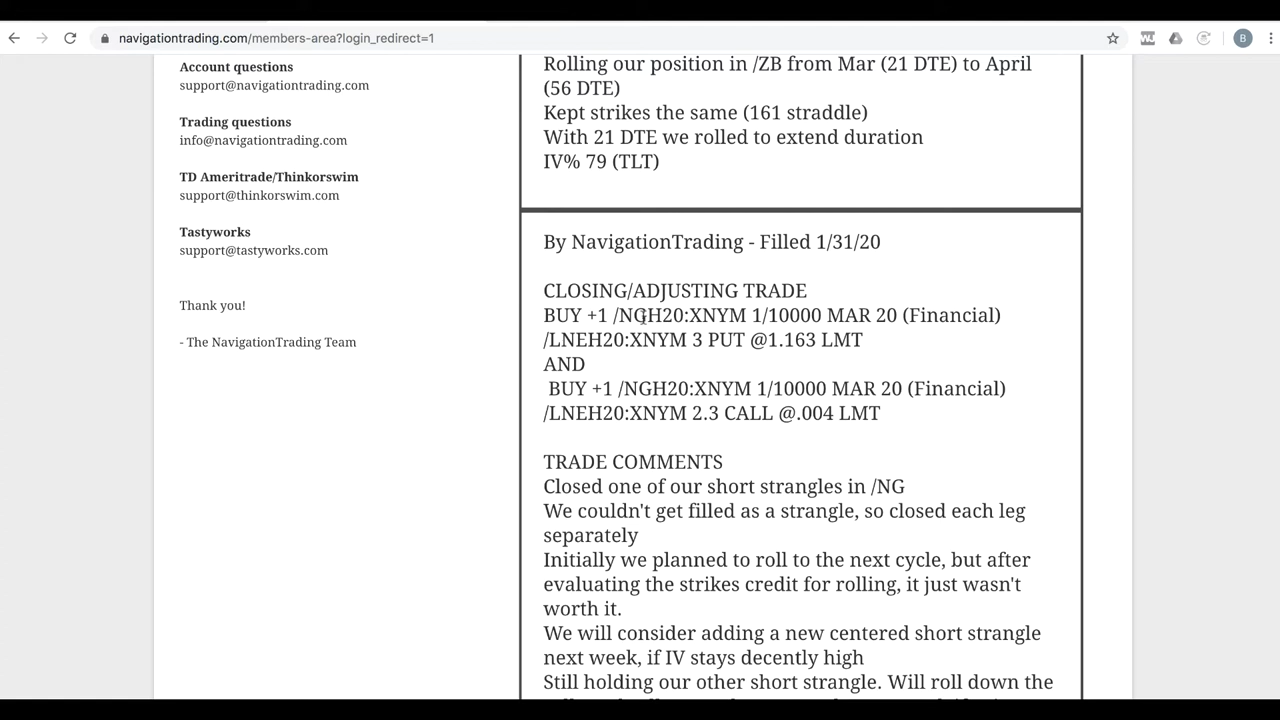 navigationtrading.com/members-area?login_redirect=1
B
Account questions
support@navigationtrading.com
Trading questions
info@navigationtrading.com
TD Ameritrade/Thinkorswim
support@thinkorswim.com
Tastyworks
support@tastyworks.com
Thank you!
- The NavigationTrading Team
Rolling our position in /ZB from Mar (21 DTE) to April
(56 DTE)
Kept strikes the same (161 straddle)
With 21 DTE we rolled to extend duration
IV% 79 (TLT)
By NavigationTrading - Filled 1/31/20
CLOSING/ADJUSTING TRADE
BUY +1 /NGH20:XNYM 1/10000 MAR 20 (Financial)
/LNEH20:XNYM 3 PUT @1.163 LMT
AND
BUY +1 /NGH20:XNYM 1/10000 MAR 20 (Financial)
/LNEH20:XNYM 2.3 CALL @.004 LMT
TRADE COMMENTS
Closed one of our short strangles in /NG
We couldn't get filled as a strangle, so closed each leg
separately
Initially we planned to roll to the next cycle, but after
evaluating the strikes credit for rolling, it just wasn't
worth it.
We will consider adding a new centered short strangle
next week, if IV stays decently high
Still holding our other short strangle. Will roll down the